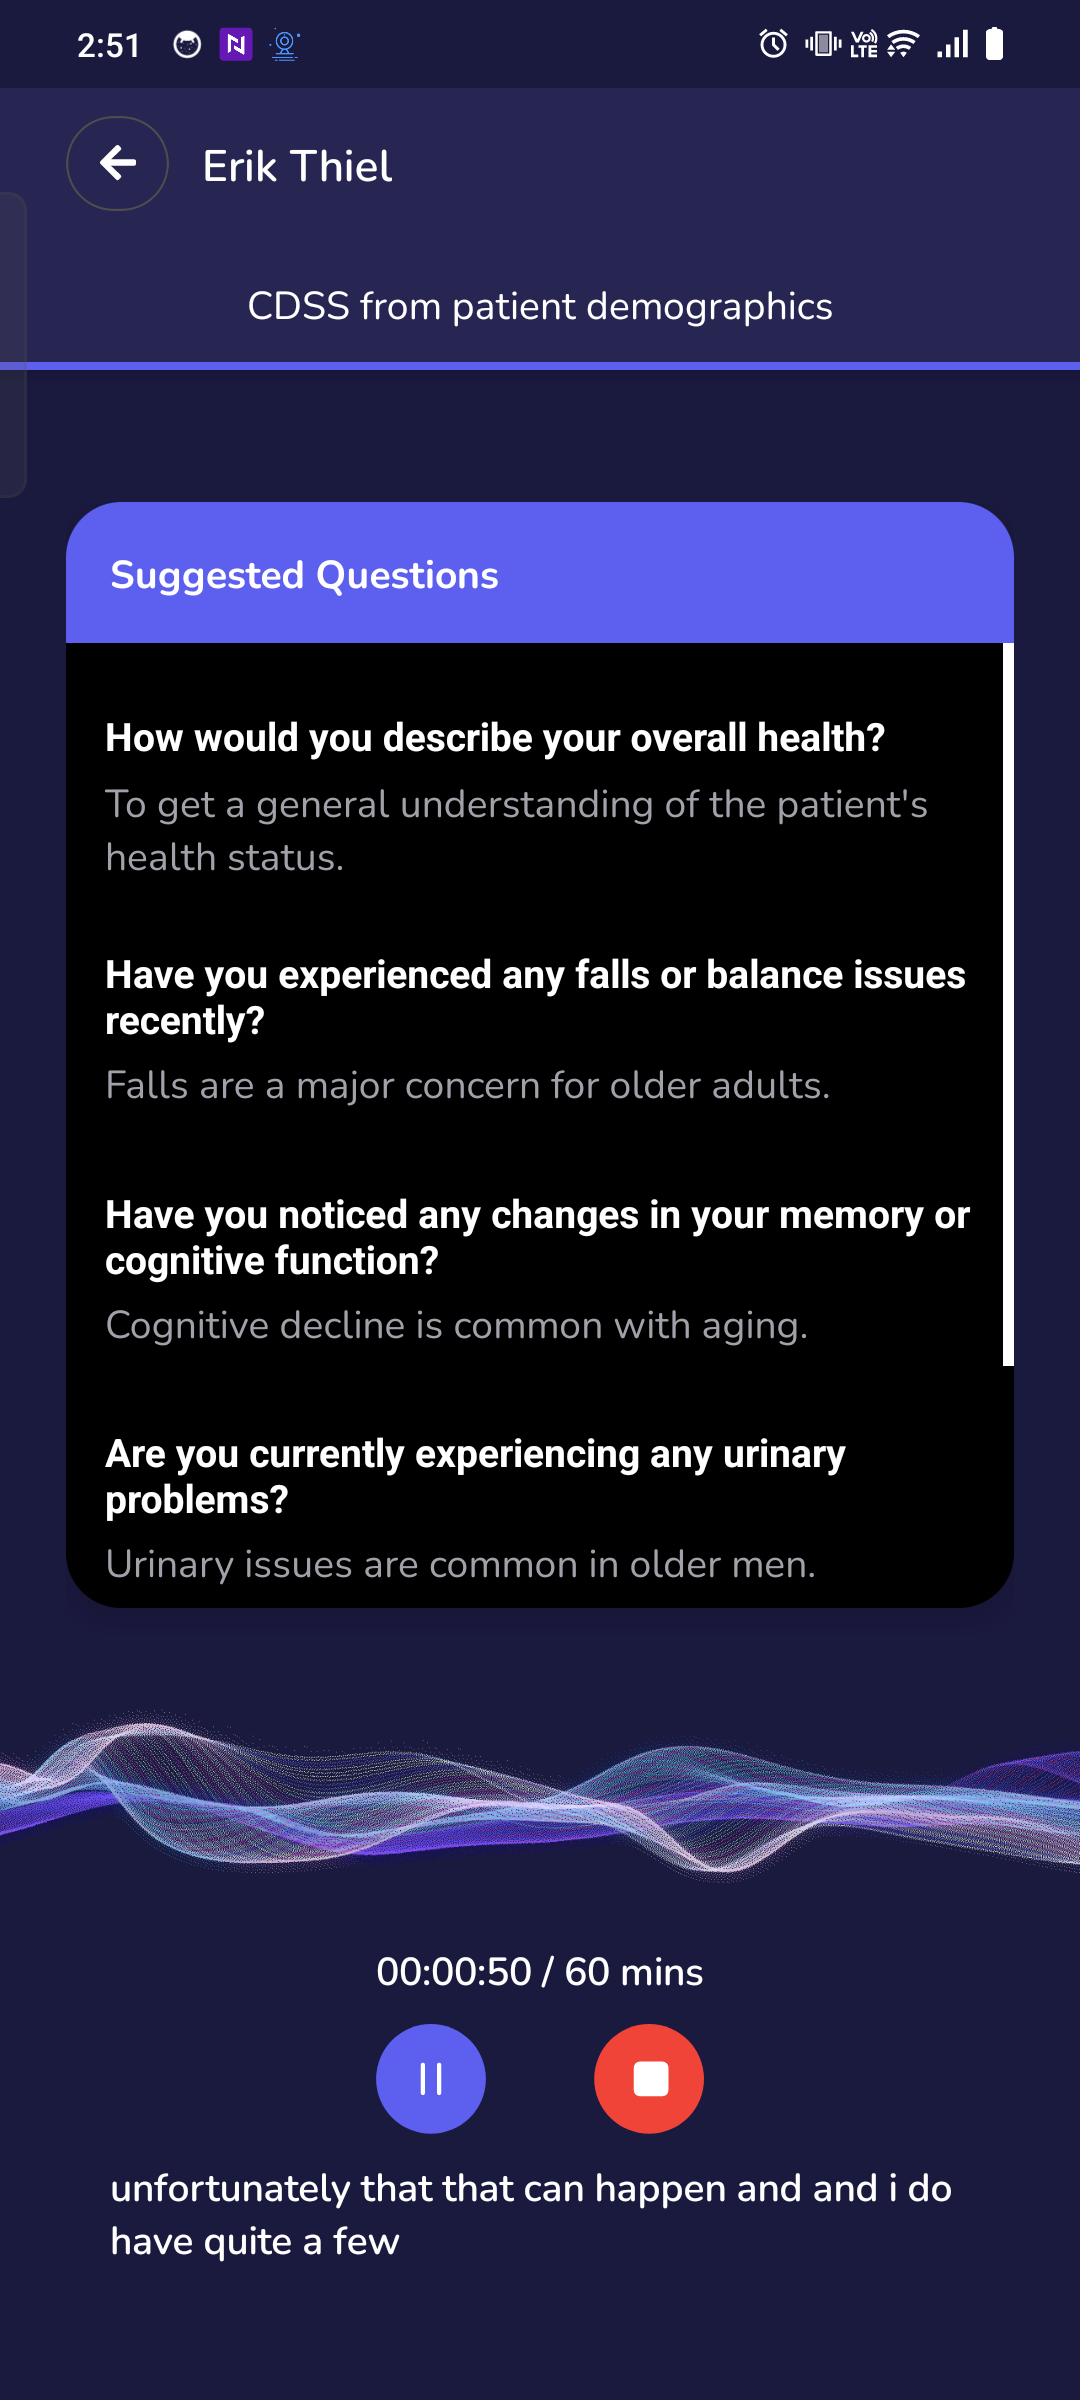 2:51
Vo)) LTE
Erik Thiel
CDSS from patient demographics
Suggested Questions
How would you describe your overall health?
To get a general understanding of the patient's
health status.
Have you experienced any falls or balance issues
recently?
Falls are a major concern for older adults.
Have you noticed any changes in your memory or
cognitive function?
Cognitive decline is common with aging.
Are you currently experiencing any urinary
problems?
Urinary issues are common in older men.
00:00:50 / 60 mins
unfortunately that that can happen and and i do
have quite a few